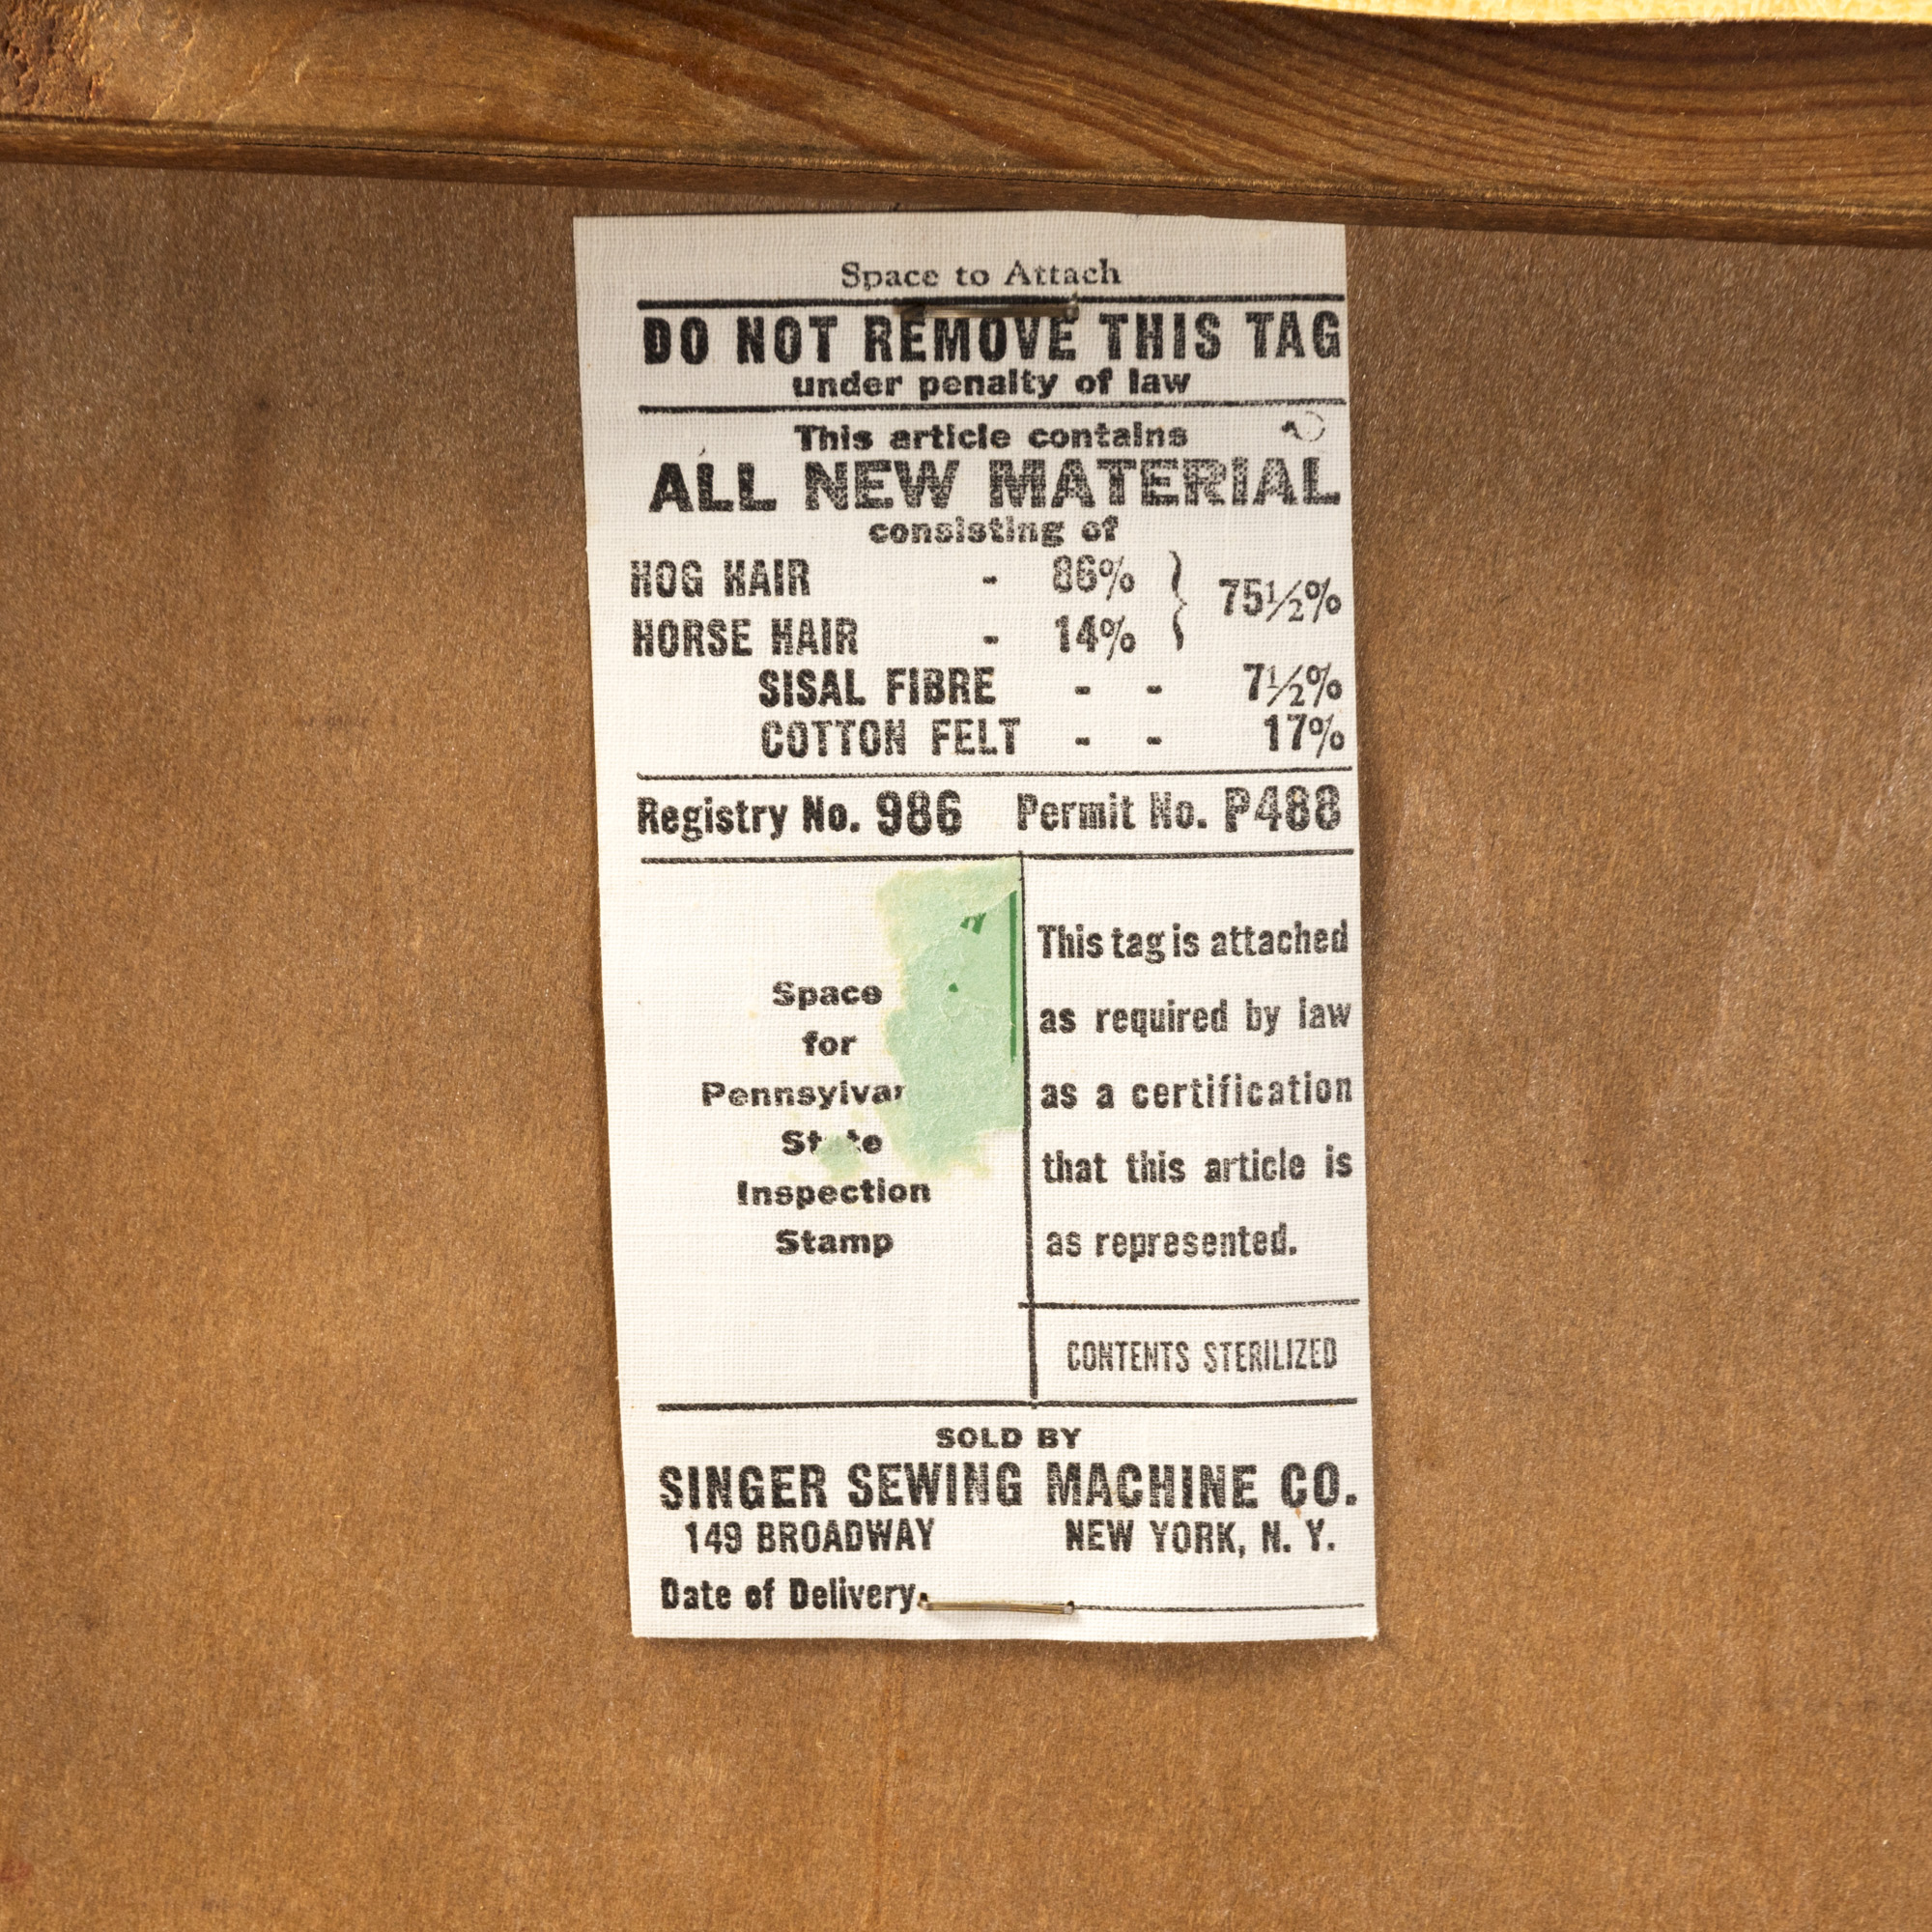 Space to Attach
DO NOT REMOVE THIS TAG
under penalty of law
This article contains
ALL NEW MATERIAL
consisting of
HOG HAIR - 86% } 75½%
HORSE HAIR - 14%
SISAL FIBRE - - 7½%
COTTON FELT - - 17%
Registry No. 986 Permit No. P488
Space
for
State
Inspection
Stamp
This tag is attached
as required by law
as a certification
that this article is
as represented.
CONTENTS STERILIZED
SOLD BY
SINGER SEWING MACHINE CO.
149 BROADWAY NEW YORK, N. Y.
Date of Delivery